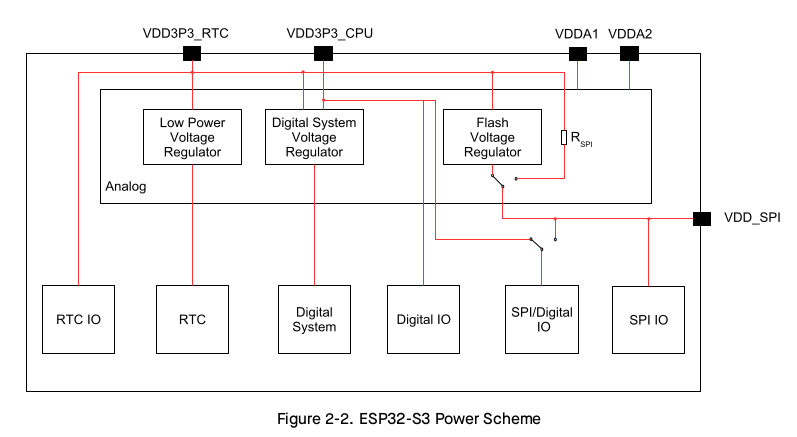 VDD3P3_RTC
VDD3P3_CPU
VDDA1
VDDA2
Low Power
Voltage
Regulator
Digital System
Voltage
Regulator
Flash
Voltage
Regulator
RSPI
Analog
VDD_SPI
RTC IO
RTC
Digital
System
Digital IO
SPI/Digital
IO
SPI IO
Figure 2-2. ESP32-S3 Power Scheme